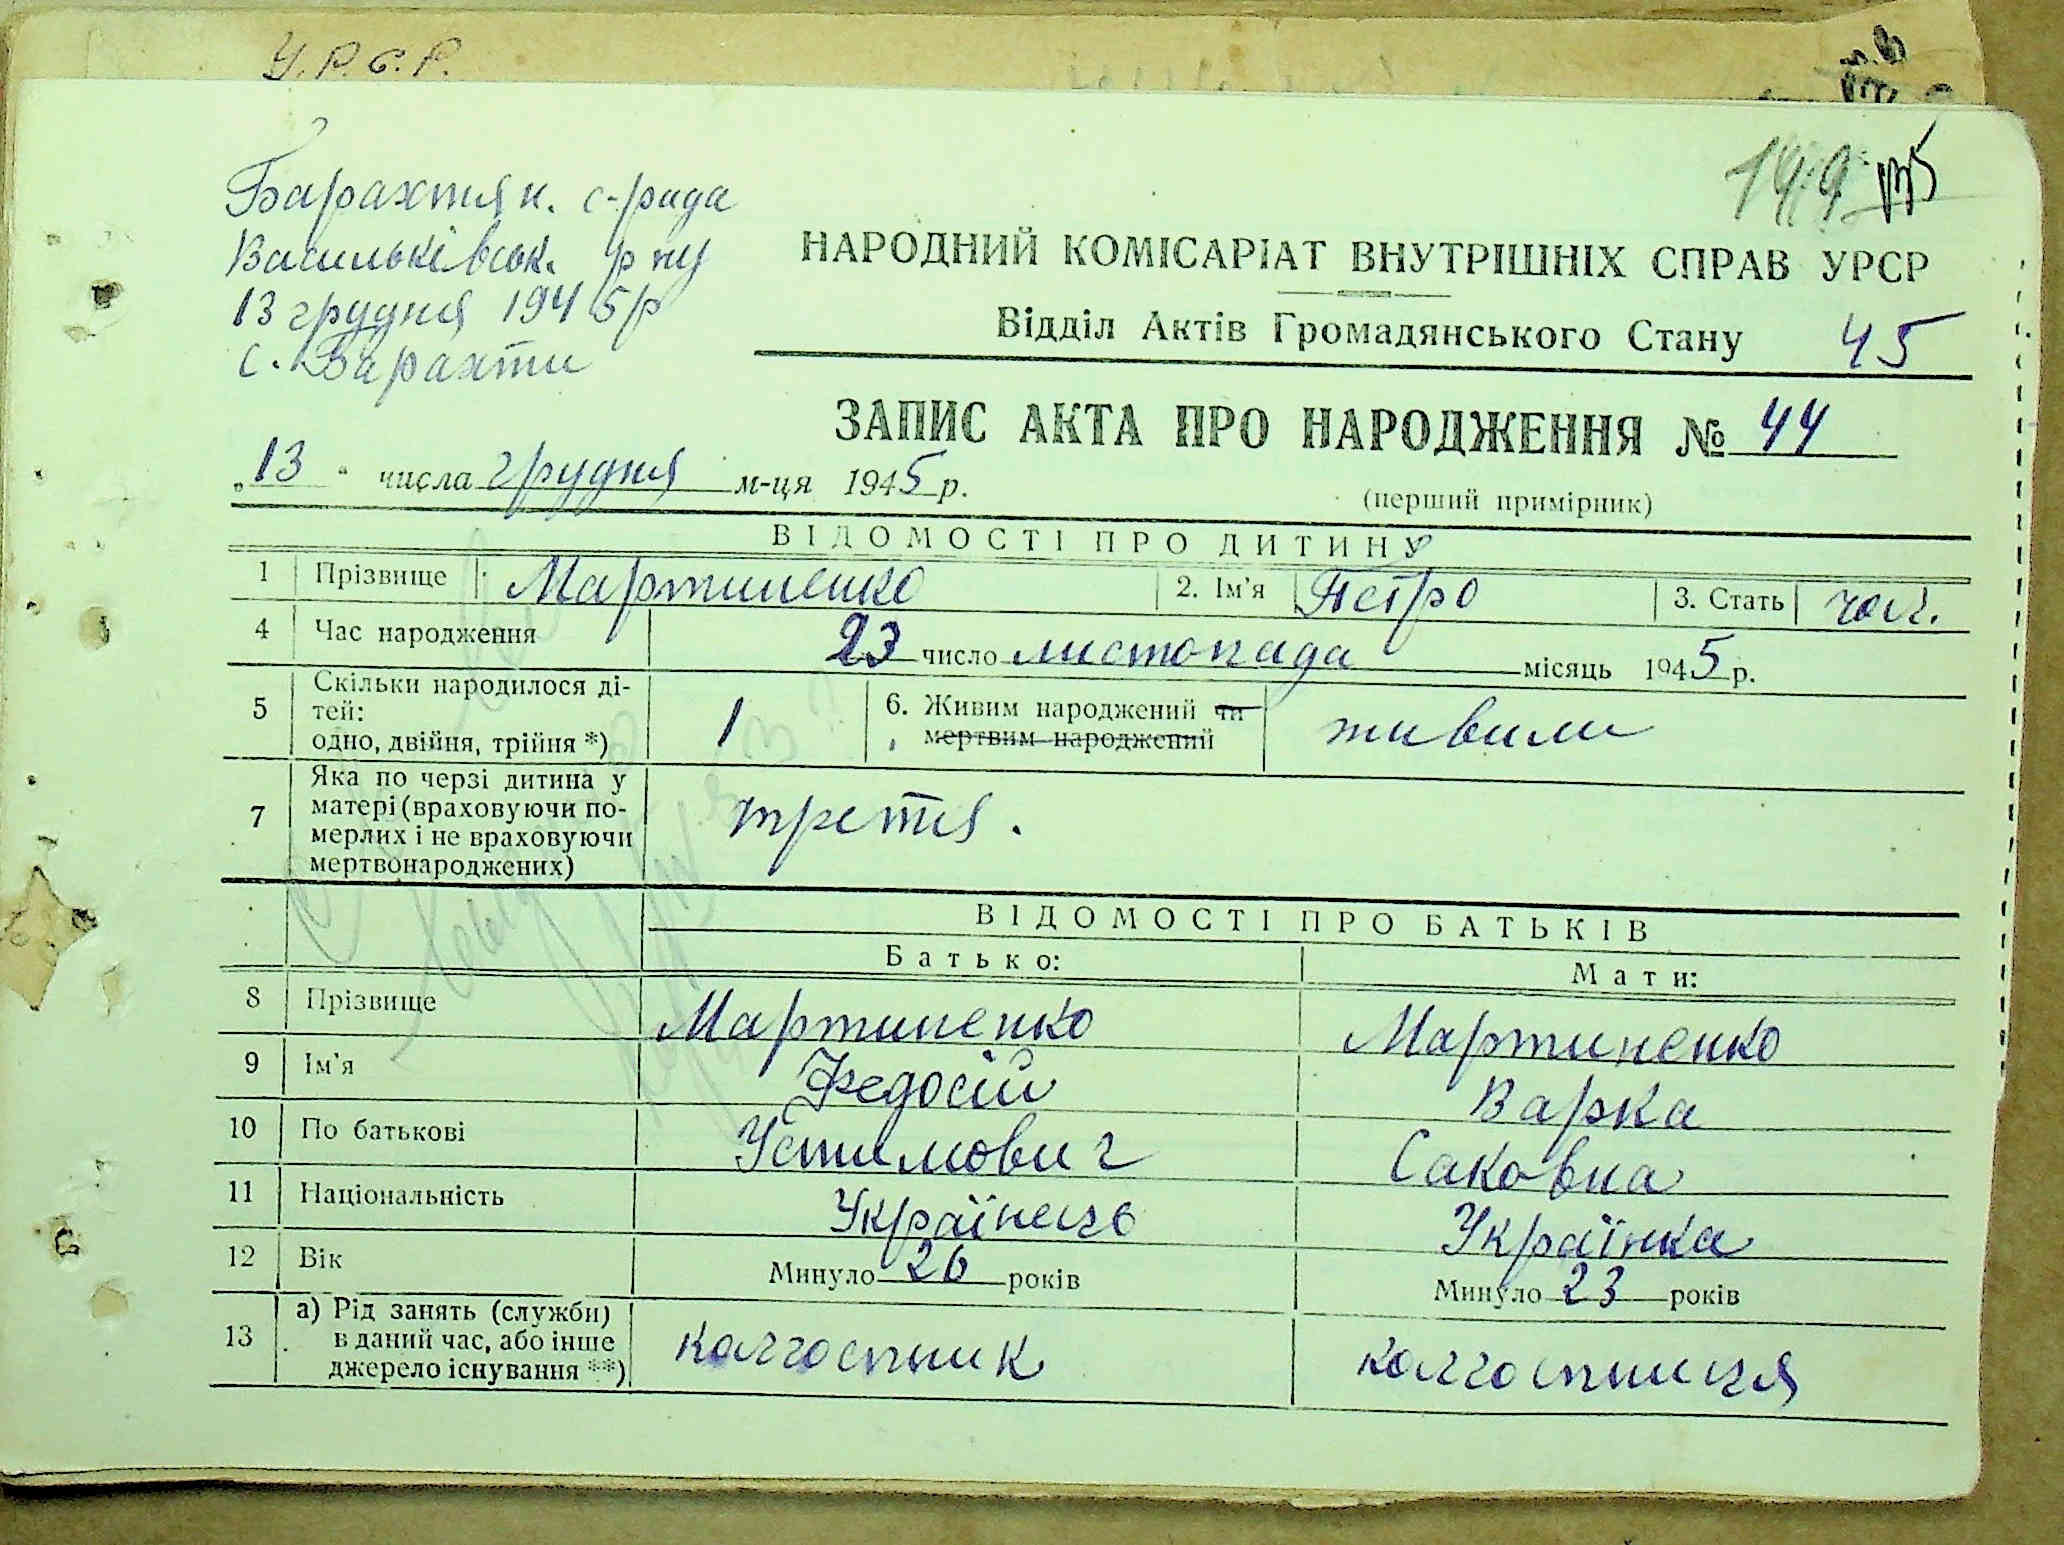 У.Р.С.Р.
Барахтян. с-рада
Васильківськ. р-ну
13 грудня 1945р
с. Барахти
НАРОДНИЙ КОМІСАРІАТ ВНУТРІШНІХ СПРАВ УРСР
Відділ Актів Громадянського Стану 45
ЗАПИС АКТА ПРО НАРОДЖЕННЯ № 44
„13" числа грудня м-ця 1945 р.
(перший примірник)
ВІДОМОСТІ ПРО ДИТИНУ
1 Прізвище Мартиненко 2. Ім'я Петро 3. Стать чол.
4 Час народження 23 число листопада місяць 1945 р.
5 Скільки народилося ді-
тей:
одно, двійня, трійня *) 1
6. Живим народжений чи
мертвим народжений живим
7 Яка по черзі дитина у
матері (враховуючи по-
мерлих і не враховуючи
мертвонароджених) третя.
ВІДОМОСТІ ПРО БАТЬКІВ
Батько: Мати:
8 Прізвище Мартиненко Мартиненко
9 Ім'я Федосій Варка
10 По батькові Устимович Саковна
11 Національність Українець Українка
12 Вік Минуло 26 років Минуло 23 років
13 а) Рід занять (служби)
в даний час, або інше
джерело існування **) колгоспник колгоспниця